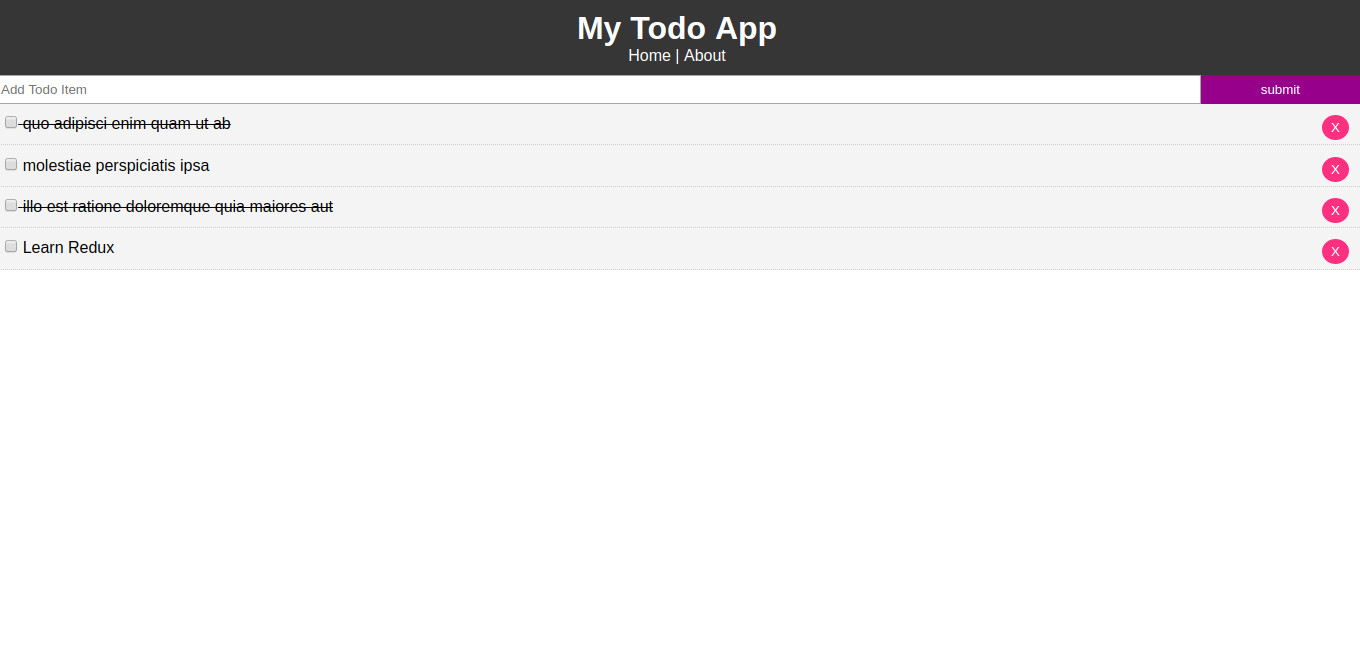 My Todo App
Home | About
Add Todo Item submit
quo adipisci enim quam ut ab X
molestiae perspiciatis ipsa X
illo est ratione doloremque quia maiores aut X
Learn Redux X